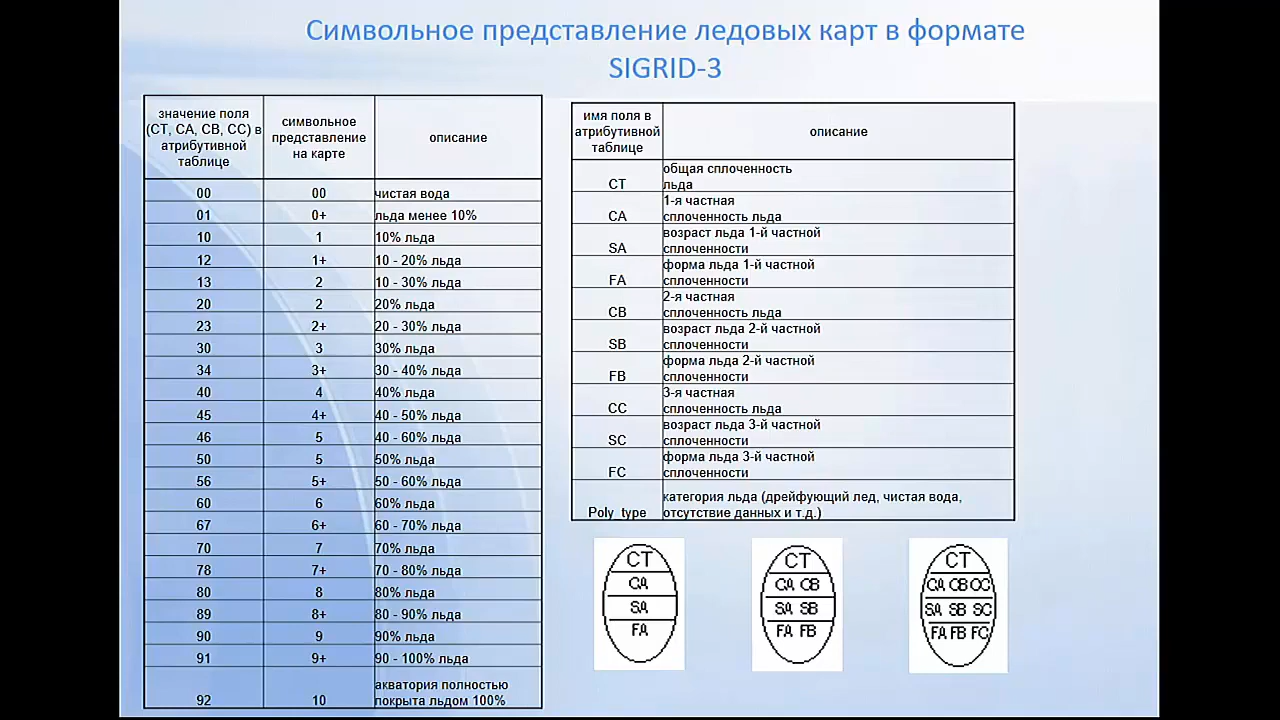 Символьное представление ледовых карт в формате
SIGRID-3
значение поля
(CT, CA, CB, CC) в
атрибутивной
таблице
символьное
представление
на карте
описание
00 00 чистая вода
01 0+ льда менее 10%
10 1 10% льда
12 1+ 10 - 20% льда
13 2 10 - 30% льда
20 2 20% льда
23 2+ 20 - 30% льда
30 3 30% льда
34 3+ 30 - 40% льда
40 4 40% льда
45 4+ 40 - 50% льда
46 5 40 - 60% льда
50 5 50% льда
56 5+ 50 - 60% льда
60 6 60% льда
67 6+ 60 - 70% льда
70 7 70% льда
78 7+ 70 - 80% льда
80 8 80% льда
89 8+ 80 - 90% льда
90 9 90% льда
91 9+ 90 - 100% льда
акватория полностью
92 10 покрыта льдом 100%
имя поля в
атрибутивной
таблице
описание
общая сплоченность
CT льда
1-я частная
CA сплоченность льда
возраст льда 1-й частной
SA сплоченности
форма льда 1-й частной
FA сплоченности
2-я частная
CB сплоченность льда
возраст льда 2-й частной
SB сплоченности
форма льда 2-й частной
FB сплоченности
3-я частная
CC сплоченность льда
возраст льда 3-й частной
SC сплоченности
форма льда 3-й частной
FC сплоченности
категория льда (дрейфующий лед, чистая вода,
Poly_type отсутствие данных и т.д.)
CT
CA
SA
FA
CT
CA CB
SA SB
FA FB
CT
CA CB CC
SA SB SC
FA FB FC